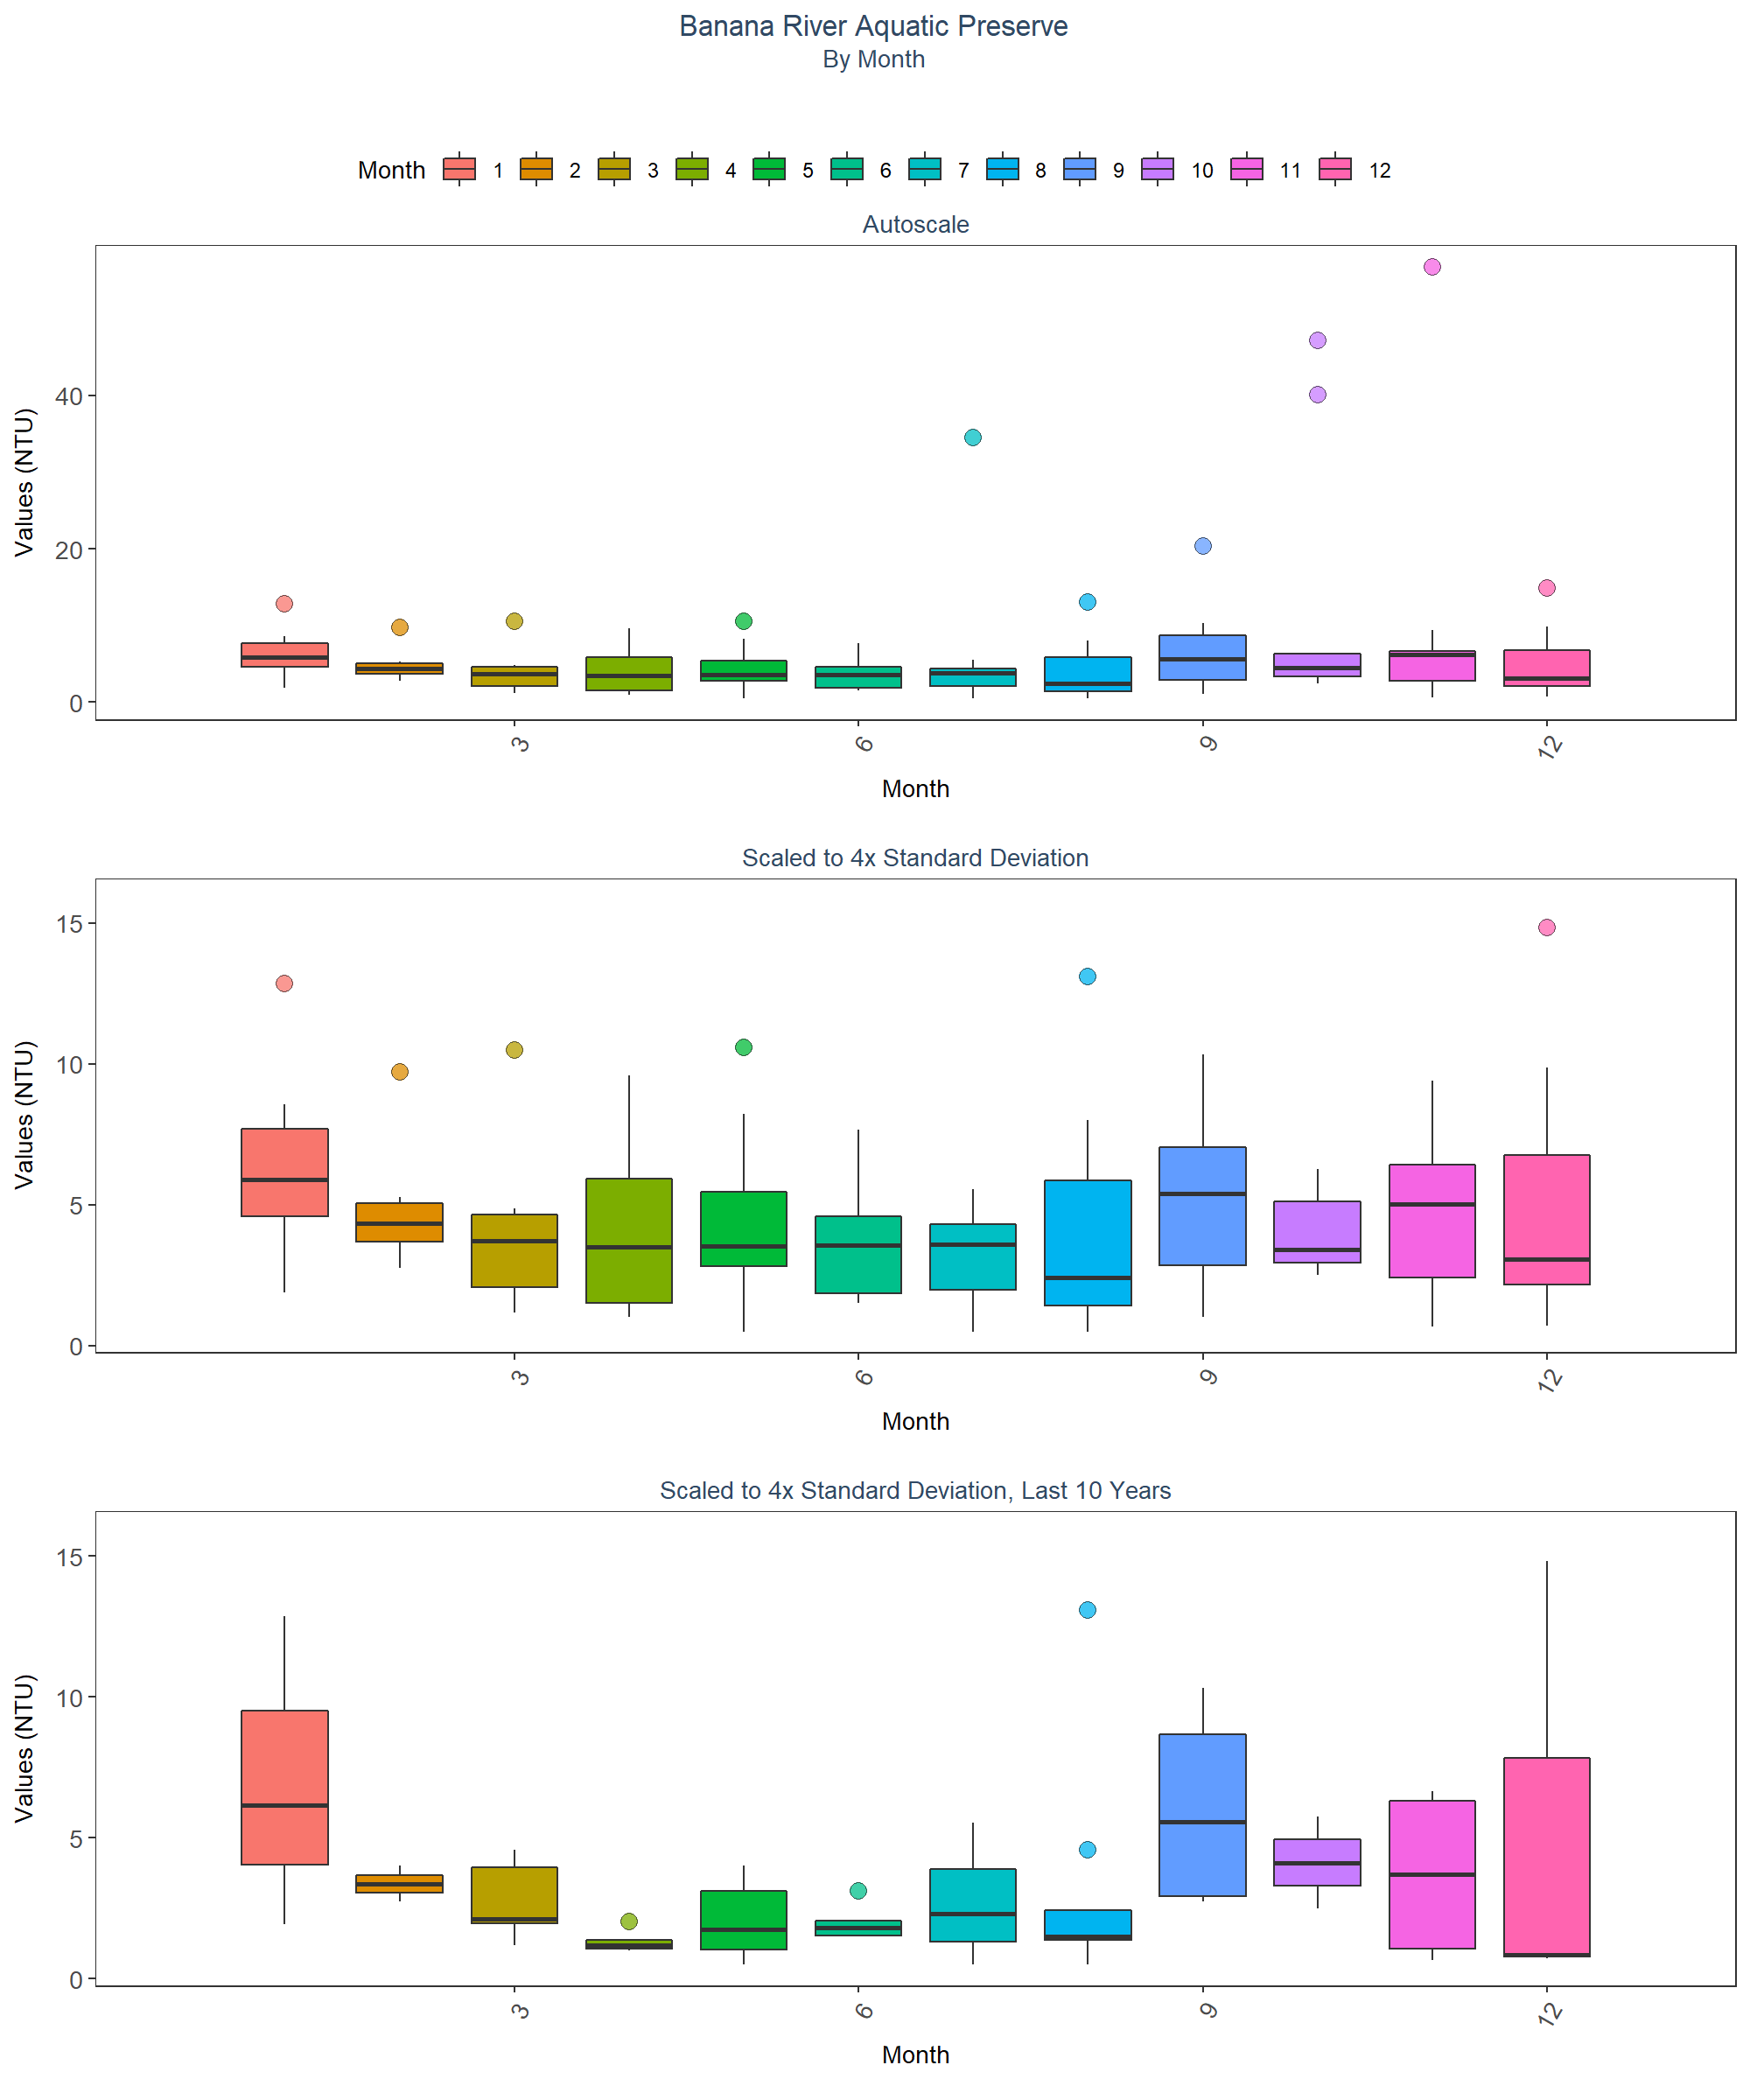 Banana River Aquatic Preserve
By Month
Month 1 2 3 4 5 6 7 8 9 10 11 12
Autoscale
Values (NTU)
40
20
0
3 6 9 12
Month
Scaled to 4x Standard Deviation
Values (NTU)
15
10
5
0
3 6 9 12
Month
Scaled to 4x Standard Deviation, Last 10 Years
Values (NTU)
15
10
5
0
3 6 9 12
Month